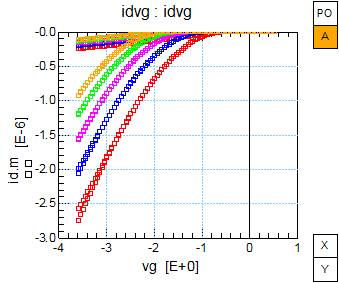 idvg : idvg
PO
A
-0.0
-0.5
-1.0
-1.5
-2.0
-2.5
-3.0
id.m [E-6]
-4 -3 -2 -1 0 1
vg [E+0]
X
Y